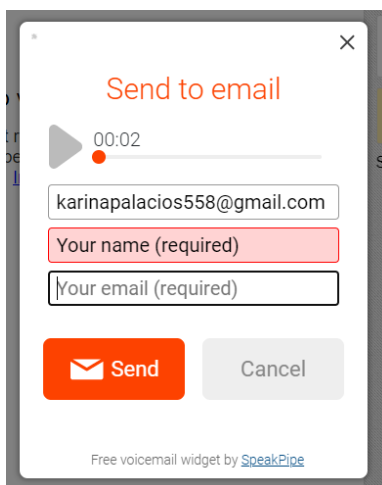 Send to email
00:02
karinapalacios558@gmail.com
Your name (required)
Your email (required)
Send
Cancel
Free voicemail widget by SpeakPipe